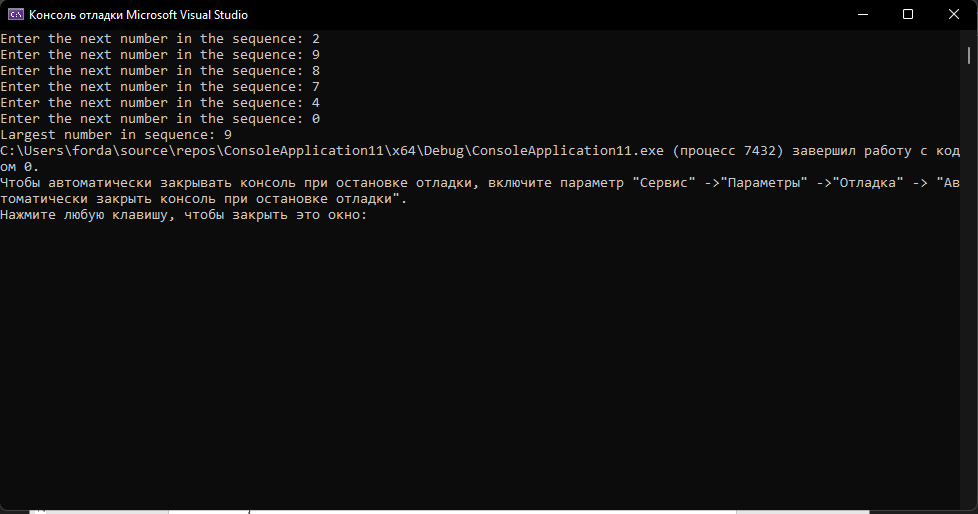 Консоль отладки Microsoft Visual Studio
Enter the next number in the sequence: 2
Enter the next number in the sequence: 9
Enter the next number in the sequence: 8
Enter the next number in the sequence: 7
Enter the next number in the sequence: 4
Enter the next number in the sequence: 0
Largest number in sequence: 9
C:\Users\forda\source\repos\ConsoleApplication11\x64\Debug\ConsoleApplication11.exe (процесс 7432) завершил работу с код
ом 0.
Чтобы автоматически закрывать консоль при остановке отладки, включите параметр "Сервис" ->"Параметры" ->"Отладка" -> "Ав
томатически закрыть консоль при остановке отладки".
Нажмите любую клавишу, чтобы закрыть это окно: